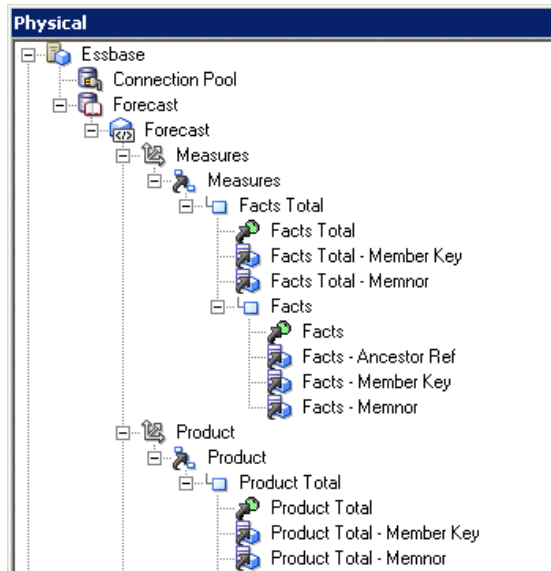 Physical
Essbase
Connection Pool
Forecast
Forecast
Measures
Measures
Facts Total
Facts Total
Facts Total - Member Key
Facts Total - Memnor
Facts
Facts
Facts - Ancestor Ref
Facts - Member Key
Facts - Memnor
Product
Product
Product Total
Product Total
Product Total - Member Key
Product Total - Memnor